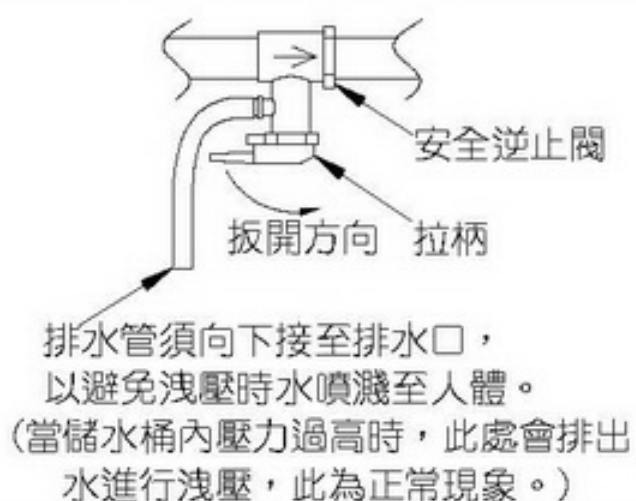 安全逆止閥
扳開方向 拉柄
排水管須向下接至排水口，
以避免洩壓時水噴濺至人體。
(當儲水桶內壓力過高時，此處會排出
水進行洩壓，此為正常現象。)